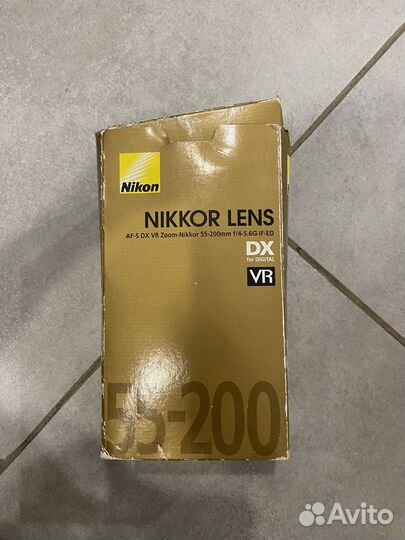 Nikon
NIKKOR LENS
AF-S DX VR Zoom-Nikkor 55-200mm f/4-5.6G IF-ED
DX
for DIGITAL
VR
55-200
Avito